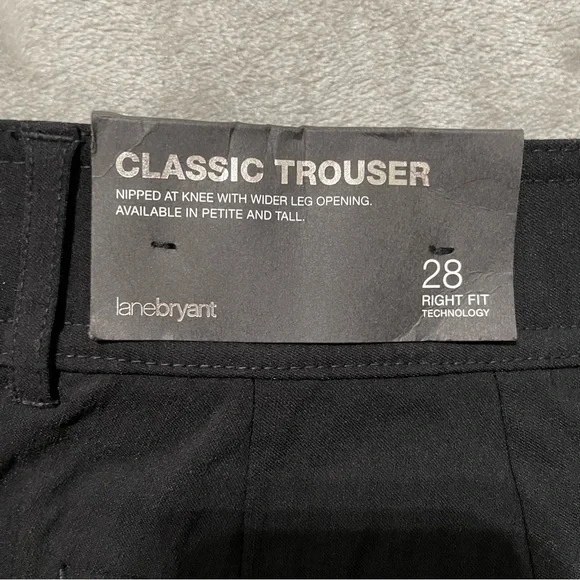 CLASSIC TROUSER
NIPPED AT KNEE WITH WIDER LEG OPENING.
AVAILABLE IN PETITE AND TALL.
lanebryant
28
RIGHT FIT
TECHNOLOGY